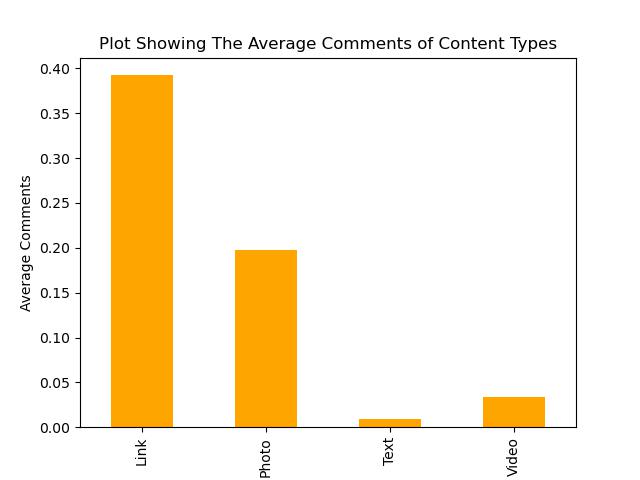 Plot Showing The Average Comments of Content Types
0.40
0.35
0.30
0.25
0.20
0.15
0.10
0.05
0.00
Average Comments
Link
Photo
Text
Video